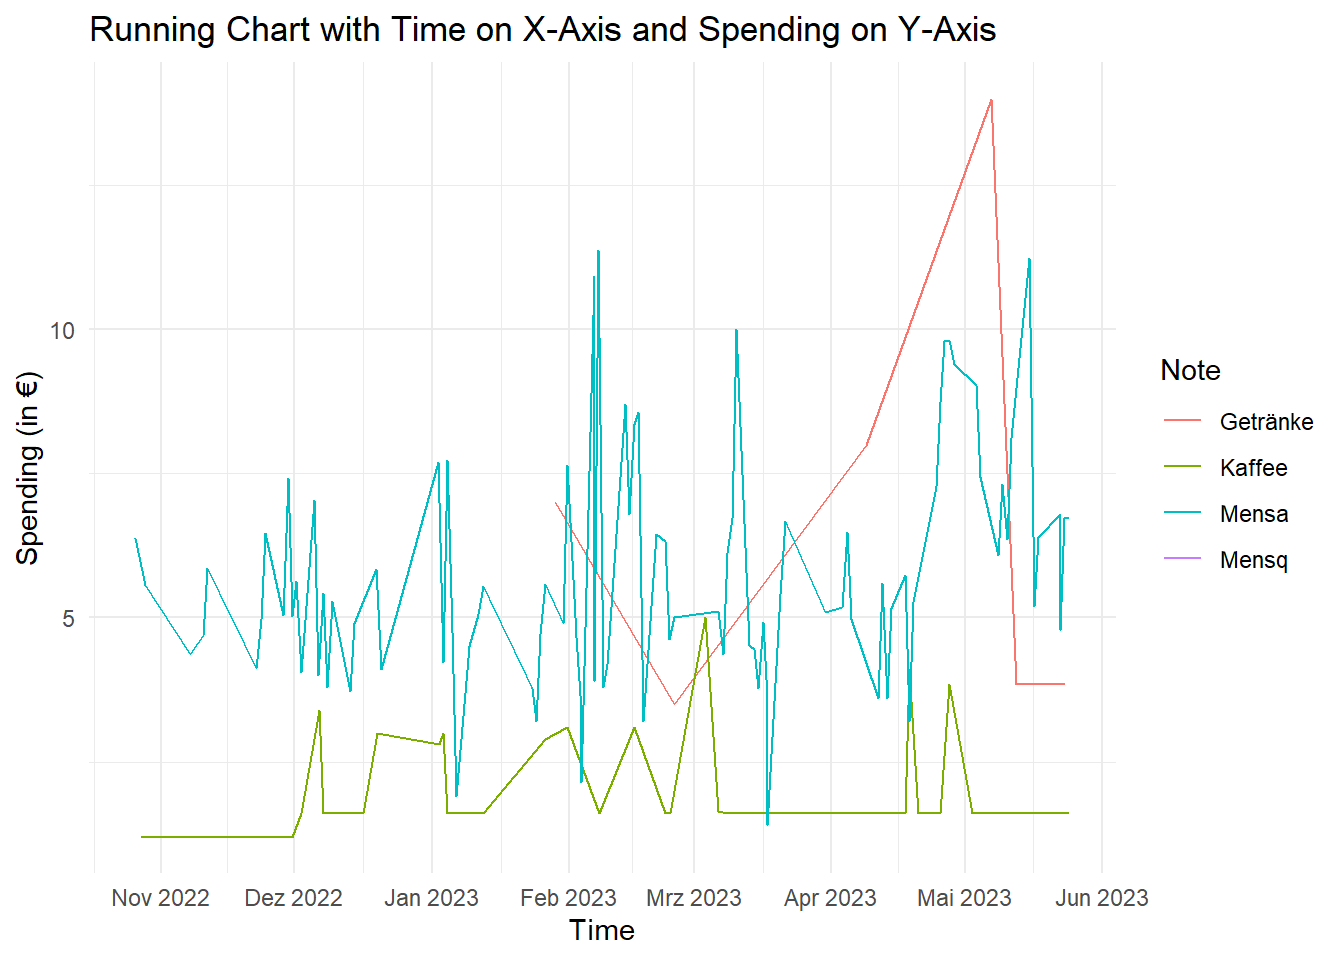 Running Chart with Time on X-Axis and Spending on Y-Axis
Spending (in €)
10
5
Nov 2022 Dez 2022 Jan 2023 Feb 2023 Mrz 2023 Apr 2023 Mai 2023 Jun 2023
Time
Note
Getränke
Kaffee
Mensa
Mensq